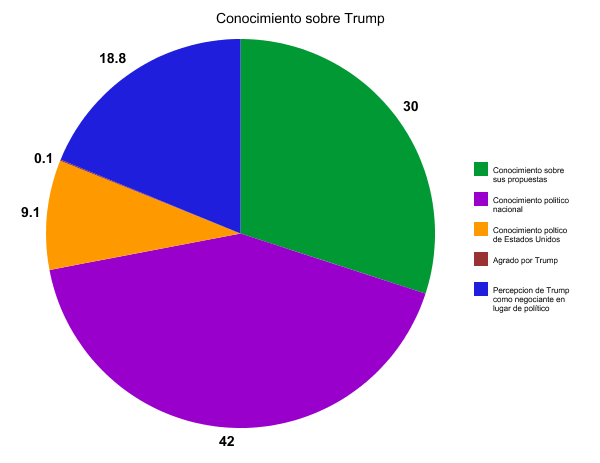 Conocimiento sobre Trump
18.8
30
0.1
9.1
42
Conocimiento sobre
sus propuestas
Conocimiento politico
nacional
Conocimiento poltico
de Estados Unidos
Agrado por Trump
Percepcion de Trump
como negociante en
lugar de político